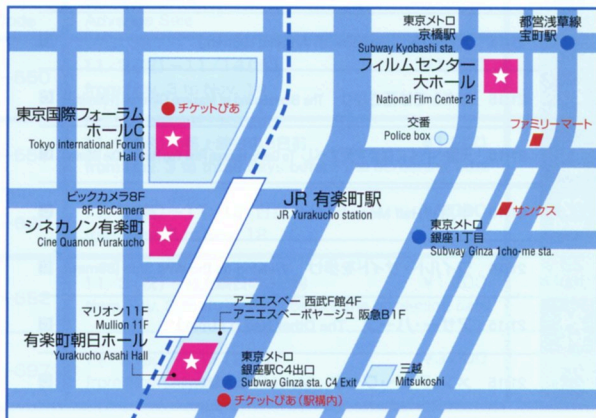 東京メトロ
京橋駅
Subway Kyobashi sta.
都営浅草線
宝町駅
フィルムセンター
大ホール
National Film Center 2F
東京国際フォーラム
ホールC
Tokyo international Forum
Hall C
チケットぴあ
交番
Police box
ファミリーマート
ビックカメラ8F
8F, BicCamera
シネカノン有楽町
Cine Quanon Yurakucho
JR 有楽町駅
JR Yurakucho station
サンクス
東京メトロ
銀座1丁目
Subway Ginza 1cho-me sta.
マリオン11F
Mullion 11F
有楽町朝日ホール
Yurakucho Asahi Hall
アニエスベー 西武F館4F
アニエスベーボヤージュ 阪急B1F
東京メトロ
銀座駅C4出口
Subway Ginza sta. C4 Exit
チケットぴあ(駅構内)
三越
Mitsukoshi